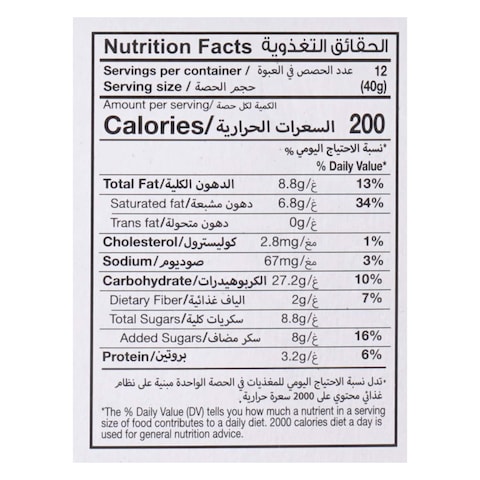 Nutrition Facts الحقائق التغذوية
Servings per container / عدد الحصص في العبوة 12
Serving size / حجم الحصة (40g)
Amount per serving/ الكمية لكل حصة
Calories/ السعرات الحرارية 200
*نسبة الاحتياج اليومي %
% Daily Value*
Total Fat/الدهون الكلية 8.8g/غ 13%
Saturated fat/دهون مشبعة 6.8g/غ 34%
Trans fat/دهون متحولة 0g/غ
Cholesterol/كوليسترول 2.8mg/مغ 1%
Sodium/صوديوم 67mg/مغ 3%
Carbohydrate/الكربوهيدرات 27.2g/غ 10%
Dietary Fiber/الياف غذائية 2g/غ 7%
Total Sugars/سكريات كلية 8.8g/غ
Added Sugars/سكر مضاف 8g/غ 16%
Protein/بروتين 3.2g/غ 6%
*تدل نسبة الاحتياج اليومي للمغذيات في الحصة الواحدة مبنية على نظام
غذائي محتوي على 2000 سعرة حرارية.
*The % Daily Value (DV) tells you how much a nutrient in a serving
size of food contributes to a daily diet. 2000 calories diet a day is
used for general nutrition advice.